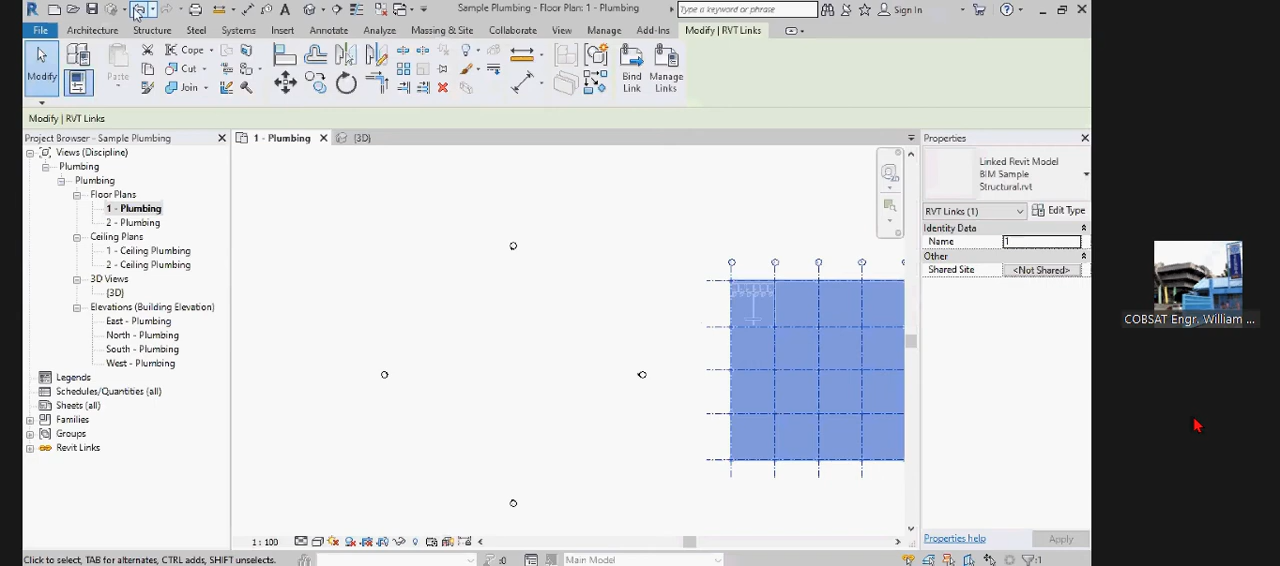 Sample Plumbing - Floor Plan: 1 - Plumbing
Type a keyword or phrase
Sign In
File Architecture Structure Steel Systems Insert Annotate Analyze Massing & Site Collaborate View Manage Add-Ins Modify | RVT Links
Modify
Paste
Cope
Cut
Join
Bind Link
Manage Links
Modify | RVT Links
Project Browser - Sample Plumbing
1 - Plumbing
{3D}
Properties
Views (Discipline)
Plumbing
Plumbing
Floor Plans
1 - Plumbing
2 - Plumbing
Ceiling Plans
1 - Ceiling Plumbing
2 - Ceiling Plumbing
3D Views
{3D}
Elevations (Building Elevation)
East - Plumbing
North - Plumbing
South - Plumbing
West - Plumbing
Legends
Schedules/Quantities (all)
Sheets (all)
Families
Groups
Revit Links
Linked Revit Model
BIM Sample
Structural.rvt
RVT Links (1)
Edit Type
Identity Data
Name 1
Other
Shared Site <Not Shared>
Properties help
Apply
COBSAT Engr. William ...
1 : 100
Click to select, TAB for alternates, CTRL adds, SHIFT unselects.
:0
Main Model
:1